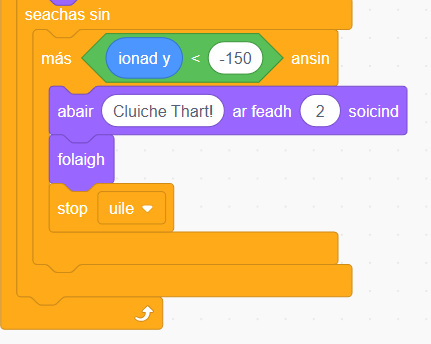 seachas sin
más ionad y < -150 ansin
abair Cluiche Thart! ar feadh 2 soicind
folaigh
stop uile